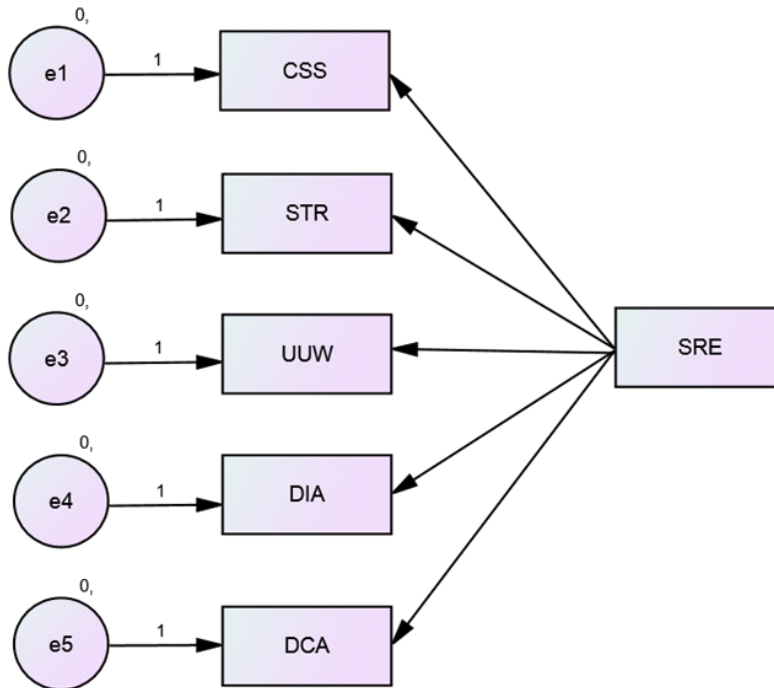 0,
e1
1
CSS
0,
e2
1
STR
0,
e3
1
UUW
SRE
0,
e4
1
DIA
0,
e5
1
DCA